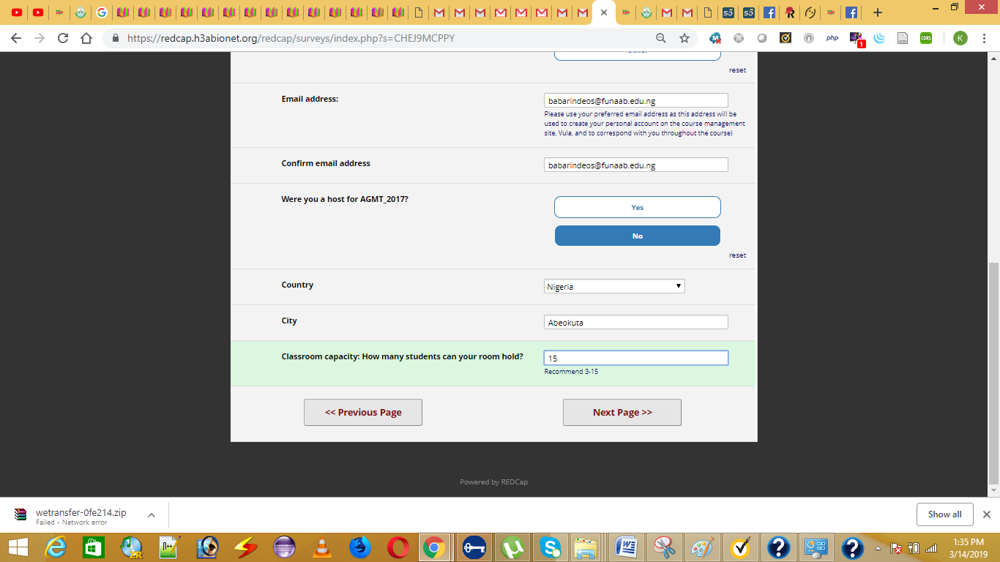 https://redcap.h3abionet.org/redcap/surveys/index.php?s=CHEJ9MCPPY
php
1
CORS
K
reset
Email address:
babarindeos@funaab.edu.ng
Please use your preferred email address as this address will be
used to create your personal account on the course management
site, Vula, and to correspond with you throughout the course)
Confirm email address
babarindeos@funaab.edu.ng
Were you a host for AGMT_2017?
Yes
No
reset
Country
Nigeria
City
Abeokuta
Classroom capacity: How many students can your room hold?
15
Recommend 3-15
<< Previous Page
Next Page >>
Powered by REDCap
wetransfer-0fe214.zip
Failed - Network error
Show all
1:35 PM
3/14/2019